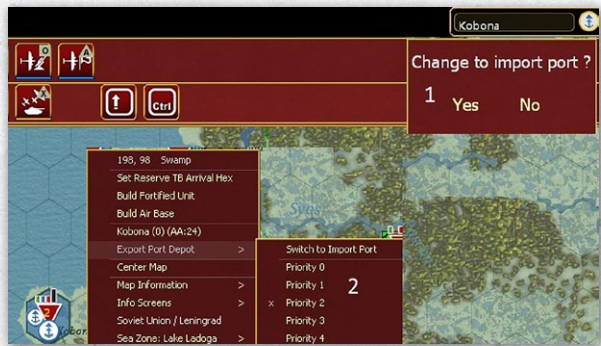 Kobona
Change to import port ?
1 Yes No
Ctrl
198, 98 Swamp
Set Reserve TB Arrival Hex
Build Fortified Unit
Build Air Base
Kobona (0) (AA:24)
Export Port Depot >
Center Map
Map Information >
Info Screens >
Soviet Union / Leningrad
Sea Zone: Lake Ladoga >
Switch to Import Port
Priority 0
Priority 1
x Priority 2
Priority 3
Priority 4
2
O
A
A
2